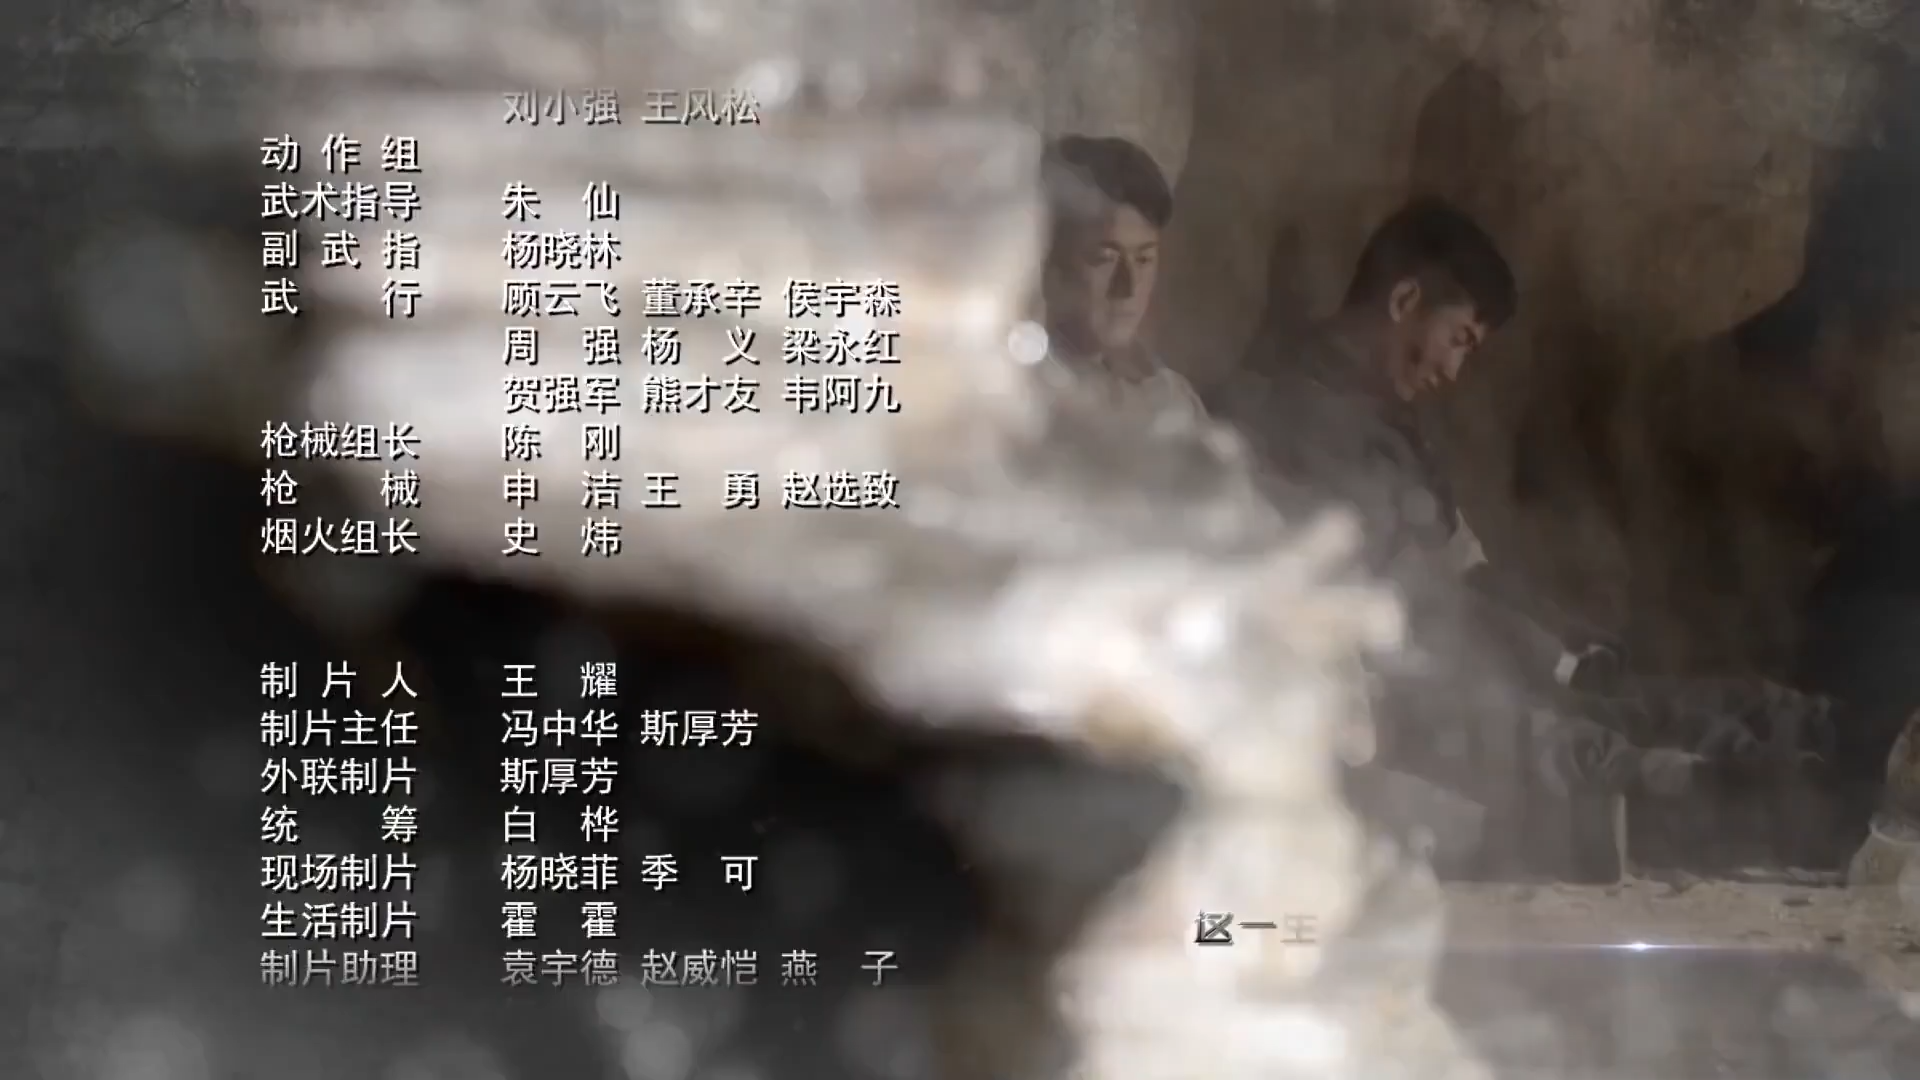 刘小强 王风松
动 作 组
武术指导 朱 仙
副 武 指 杨晓林
武 行 顾云飞 董承辛 侯宇森
周 强 杨 义 梁永红
贺强军 熊才友 韦阿九
枪械组长 陈 刚
枪 械 申 洁 王 勇 赵选致
烟火组长 史 炜
制 片 人 王 耀
制片主任 冯中华 斯厚芳
外联制片 斯厚芳
统 筹 白 桦
现场制片 杨晓菲 季 可
生活制片 霍 霍
制片助理 袁宇德 赵威恺 燕 子
这一